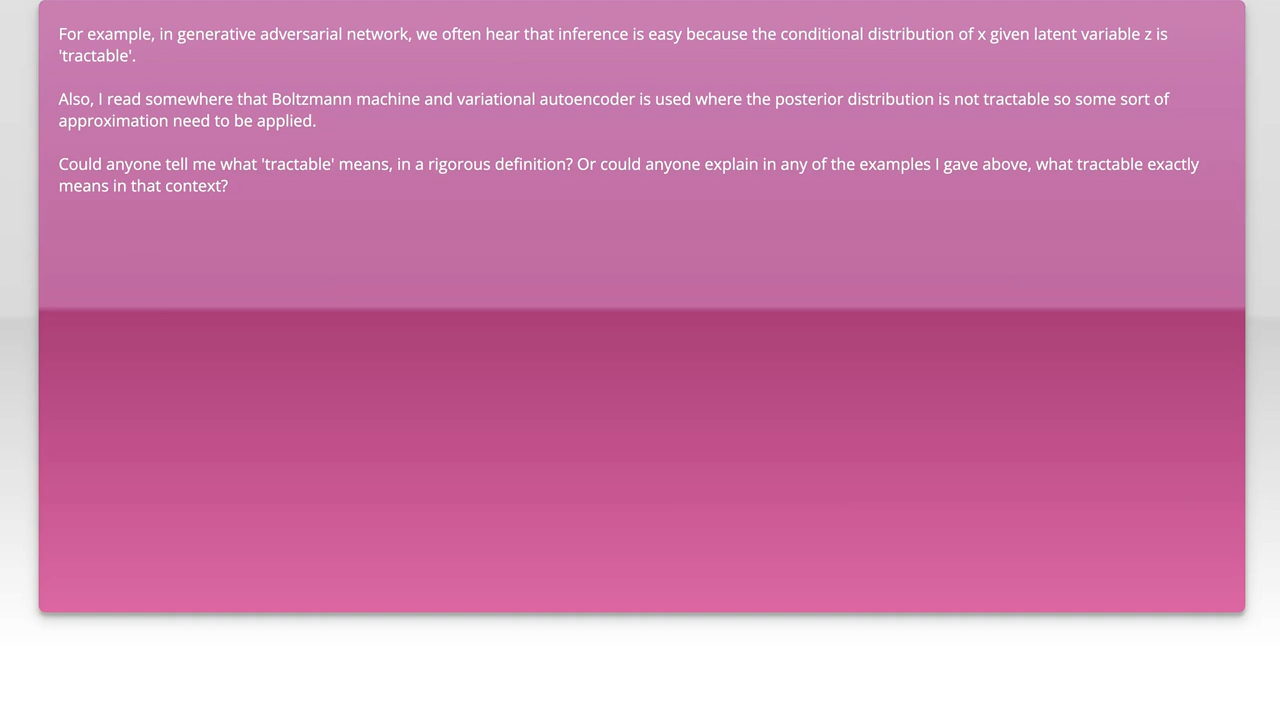 For example, in generative adversarial network, we often hear that inference is easy because the conditional distribution of x given latent variable z is
'tractable'.
Also, I read somewhere that Boltzmann machine and variational autoencoder is used where the posterior distribution is not tractable so some sort of
approximation need to be applied.
Could anyone tell me what 'tractable' means, in a rigorous definition? Or could anyone explain in any of the examples I gave above, what tractable exactly
means in that context?